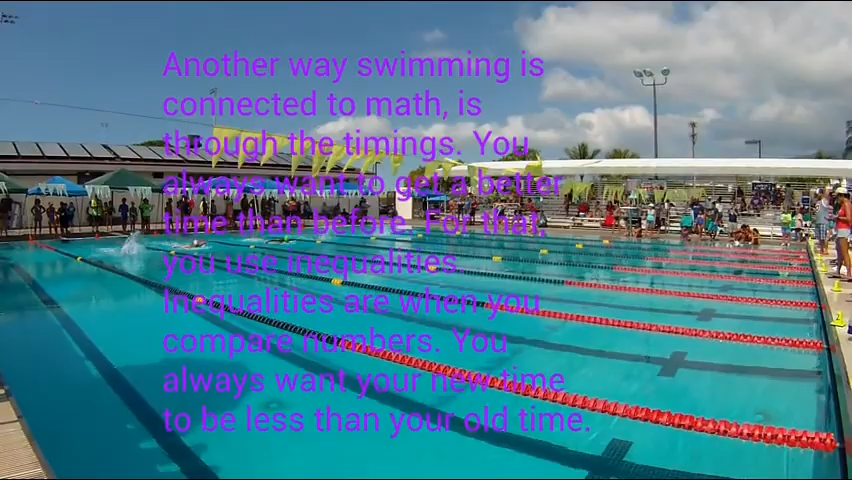 Another way swimming is
connected to math, is
through the timings. You
always want to get a better
time than before. For that,
you use inequalities.
Inequalities are when you
compare numbers. You
always want your new time
to be less than your old time.